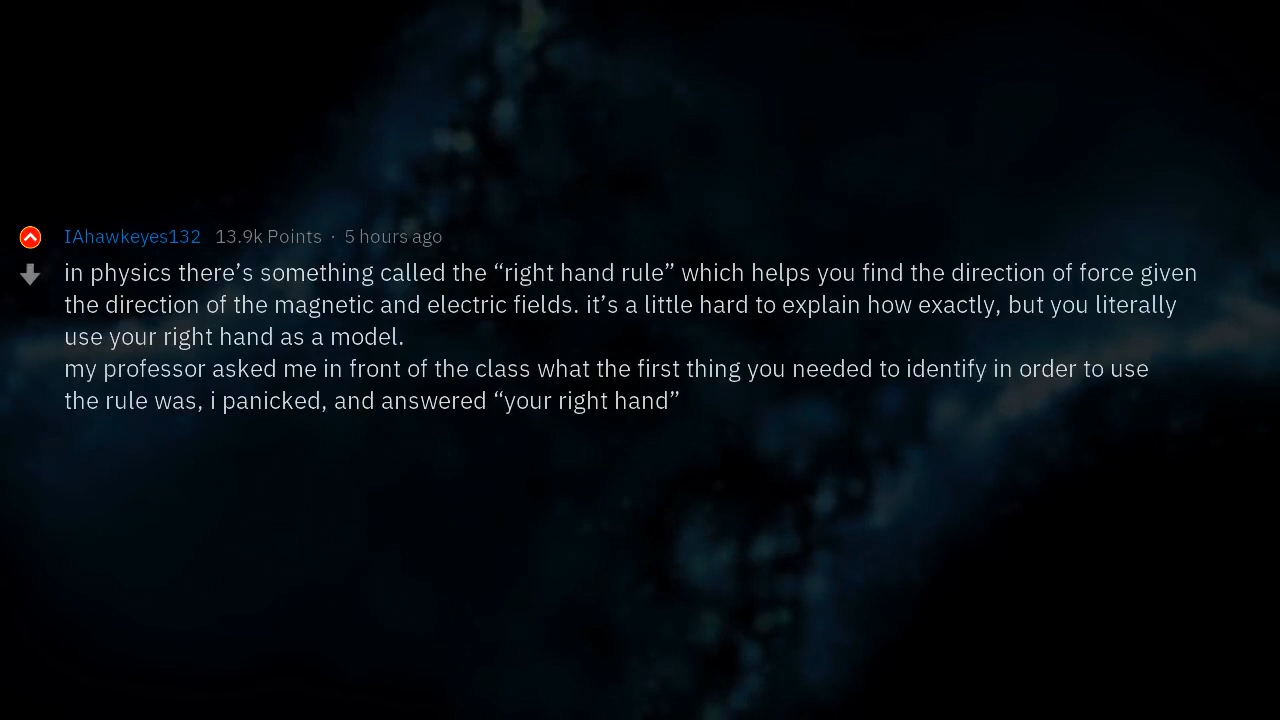 IAhawkeyes132 13.9k Points · 5 hours ago
in physics there’s something called the “right hand rule” which helps you find the direction of force given
the direction of the magnetic and electric fields. it’s a little hard to explain how exactly, but you literally
use your right hand as a model.
my professor asked me in front of the class what the first thing you needed to identify in order to use
the rule was, i panicked, and answered “your right hand”